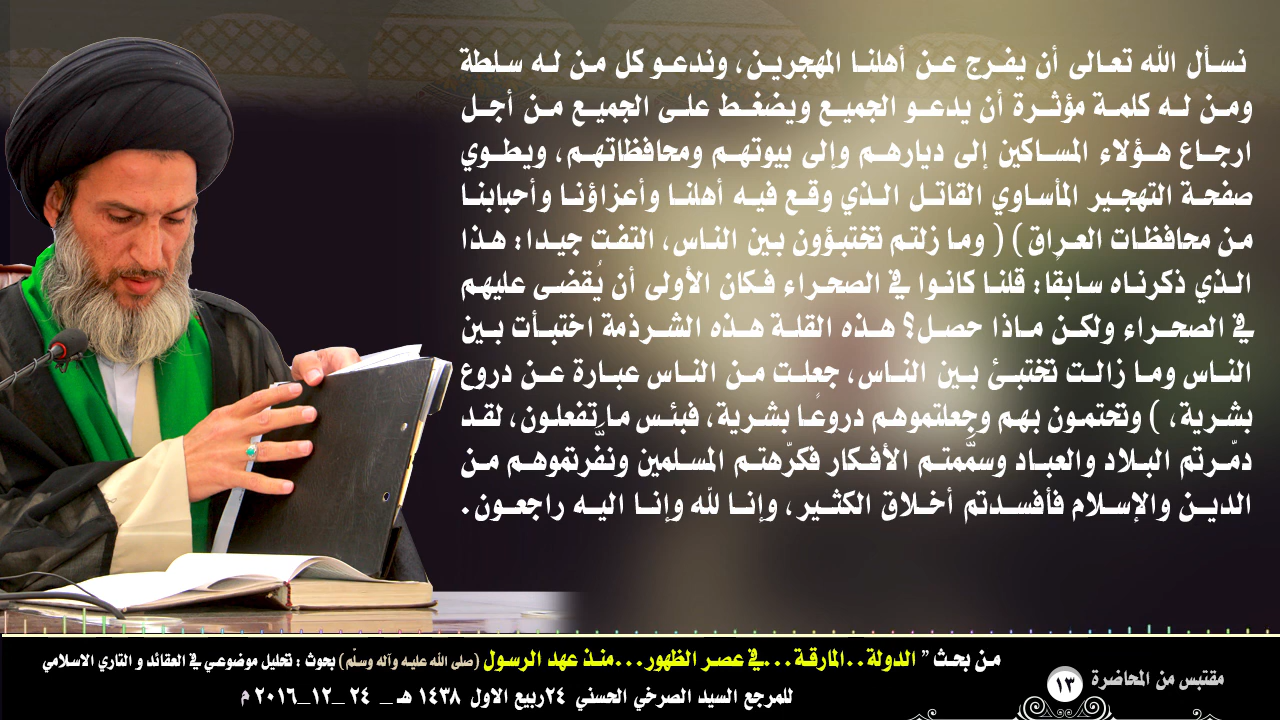 نسأل الله تعالى أن يفرج عن أهلنا المهجرين، وندعو كل من له سلطة
ومن له كلمة مؤثرة أن يدعو الجميع ويضغط على الجميع من أجل
ارجاع هؤلاء المساكين إلى ديارهم وإلى بيوتهم ومحافظاتهم، ويطوي
صفحة التهجير المأساوي القاتل الذي وقع فيه أهلنا وأعزاؤنا وأحبابنا
من محافظات العراق) ( وما زلتم تختبؤون بين الناس، التفت جيدا: هذا
الذي ذكرناه سابقًا: قلنا كانوا في الصحراء فكان الأولى أن يُقضى عليهم
في الصحراء ولكن ماذا حصل؟ هذه القلة هذه الشرذمة اختبأت بين
الناس وما زالت تختبئ بين الناس، جعلت من الناس عبارة عن دروع
بشرية، ) وتحتمون بهم وجعلتموهم دروعًا بشرية، فبئس ما تفعلون، لقد
دمّرتم البلاد والعباد وسمَّمتم الأفكار فكرّهتم المسلمين ونفّرتموهم من
الدين والإسلام فأفسدتم أخلاق الكثير، وإنا لله وإنا اليه راجعون.
من بحث " الدولة..المارقة...في عصر الظهور...منذ عهد الرسول (صلى الله عليه وآله وسلّم) بحوث : تحليل موضوعي في العقائد و التاري الاسلامي
للمرجع السيد الصرخي الحسني ٢٤ربيع الاول ١٤٣٨ هـ _ ٢٤ _١٢_٢٠١٦ م
مقتبس من المحاضرة ١٣